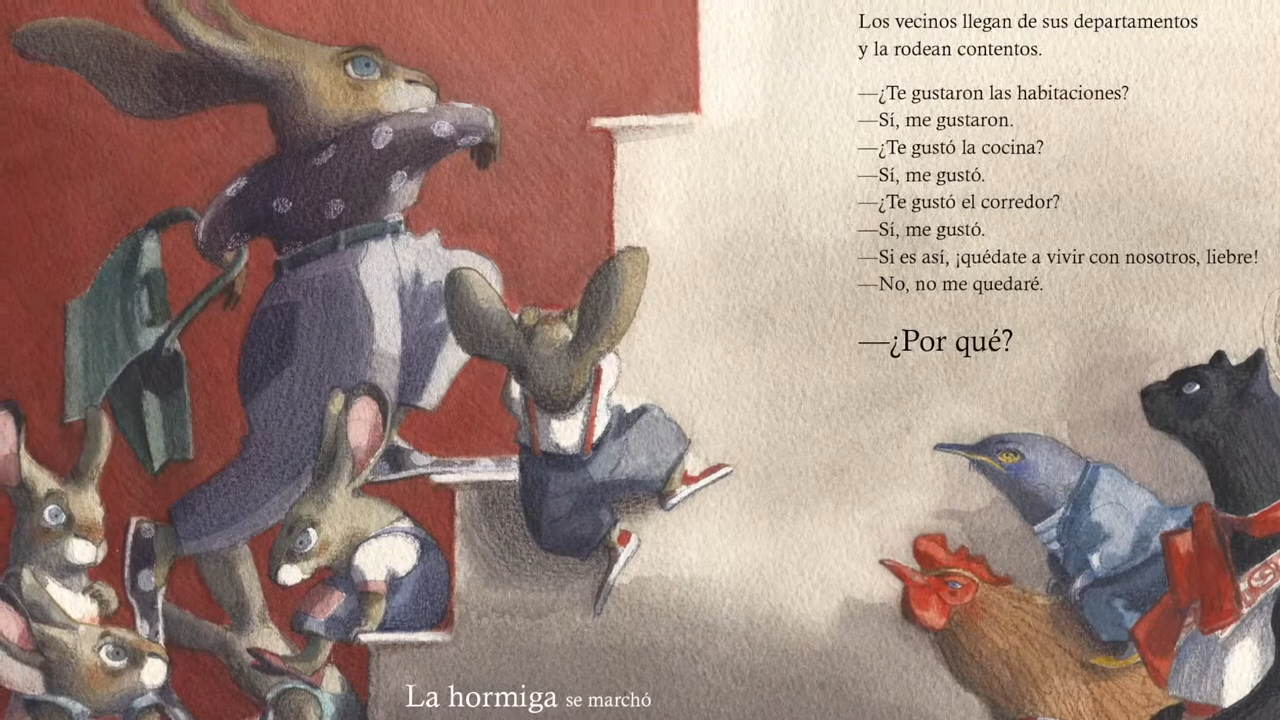 Los vecinos llegan de sus departamentos
y la rodean contentos.
—¿Te gustaron las habitaciones?
—Sí, me gustaron.
—¿Te gustó la cocina?
—Sí, me gustó.
—¿Te gustó el corredor?
—Sí, me gustó.
—Si es así, ¡quédate a vivir con nosotros, liebre!
—No, no me quedaré.
—¿Por qué?
La hormiga se marchó